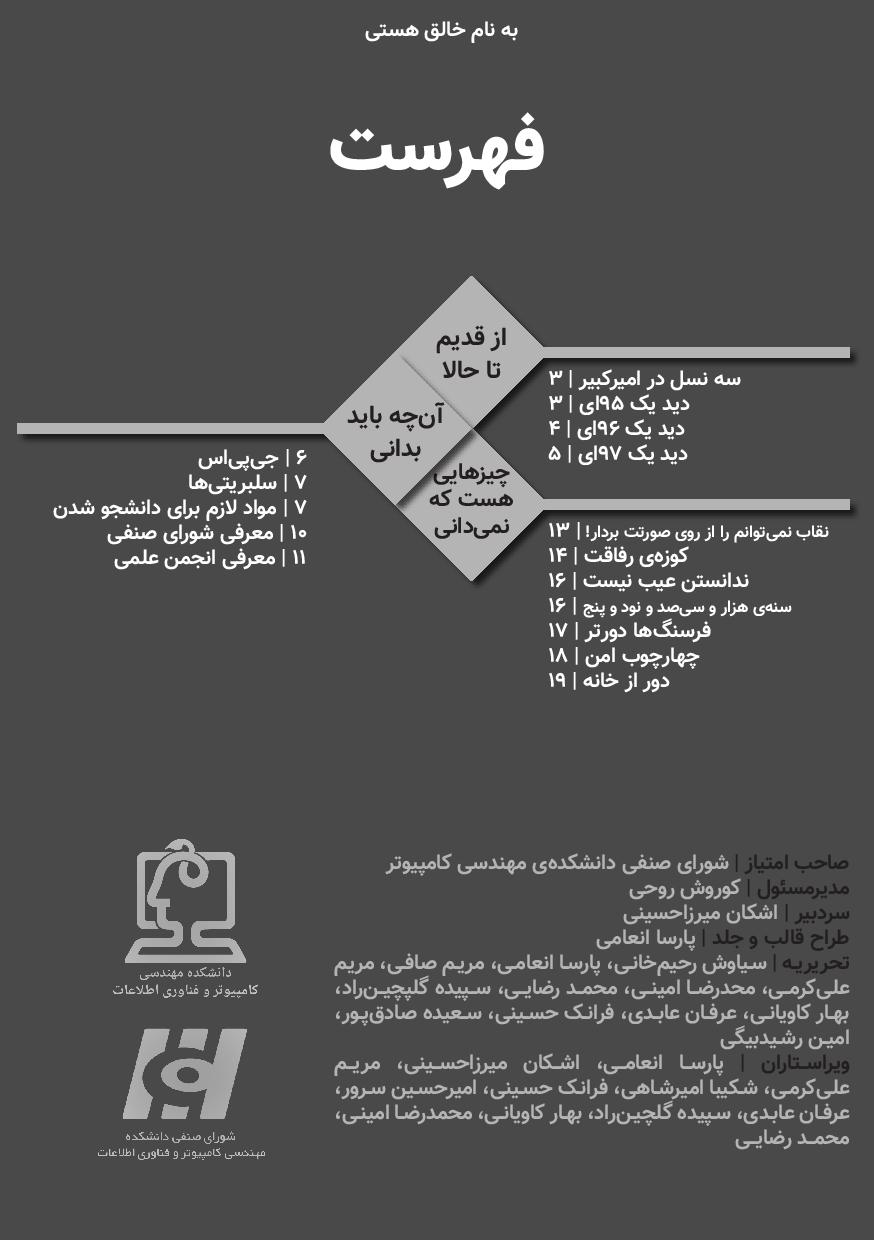 به نام خالق هستی
فهرست
از قدیم
تا حالا
سه نسل در امیرکبیر | ۳
دید یک ۹۵ای | ۳
دید یک ۹۶ای | ۴
دید یک ۹۷ای | ۵
آن‌چه باید
بدانی
۶ | جی‌پی‌اس
۷ | سلبریتی‌ها
۷ | مواد لازم برای دانشجو شدن
۱۰ | معرفی شورای صنفی
۱۱ | معرفی انجمن علمی
چیزهایی
هست که
نمی‌دانی
نقاب نمی‌توانم را از روی صورتت بردار! | ۱۳
کوزه‌ی رفاقت | ۱۴
ندانستن عیب نیست | ۱۶
سنه‌ی هزار و سی‌صد و نود و پنج | ۱۶
فرسنگ‌ها دورتر | ۱۷
چهارچوب امن | ۱۸
دور از خانه | ۱۹
صاحب امتیاز | شورای صنفی دانشکده‌ی مهندسی کامپیوتر
مدیرمسئول | کوروش روحی
سردبیر | اشکان میرزاحسینی
طراح قالب و جلد | پارسا انعامی
تحریریه | سیاوش رحیم‌خانی، پارسا انعامی، مریم صافی، مریم
علی‌کرمی، محدرضا امینی، محمد رضایی، سپیده گلپچین‌راد،
بهار کاویانی، عرفان عابدی، فرانک حسینی، سعیده صادق‌پور،
امین رشیدبیگی
ویراستاران | پارسا انعامی، اشکان میرزاحسینی، مریم
علی‌کرمی، شکیبا امیرشاهی، فرانک حسینی، امیرحسین سرور،
عرفان عابدی، سپیده گلچین‌راد، بهار کاویانی، محمدرضا امینی،
محمد رضایی
دانشکده مهندسی
کامپیوتر و فناوری اطلاعات
شورای صنفی دانشکده
مهندسی کامپیوتر و فناوری اطلاعات